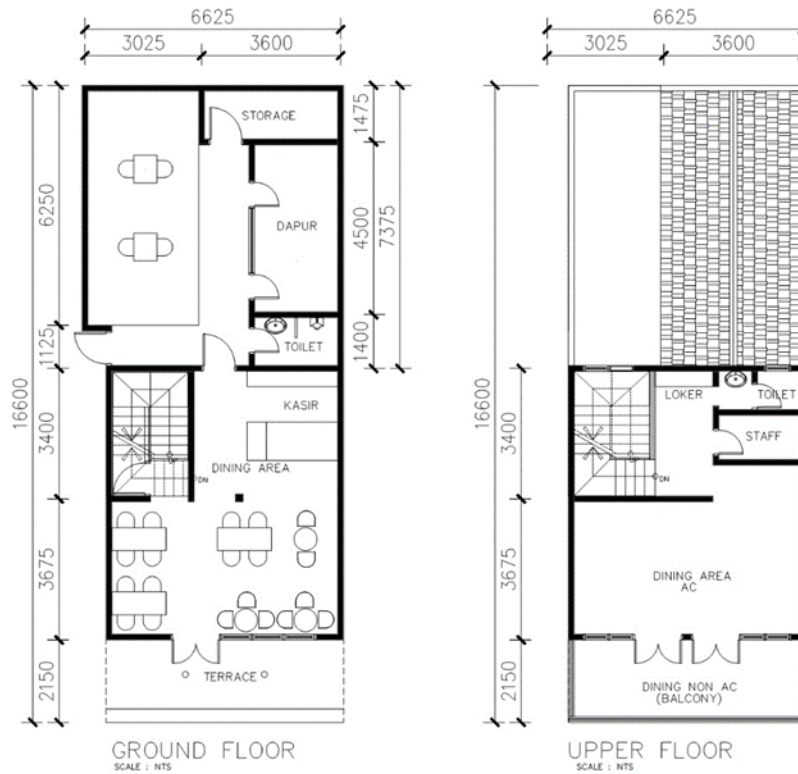 6625
3025 3600
STORAGE
DAPUR
TOILET
KASIR
DINING AREA
DN
TERRACE
16600
6250
1125
3400
3675
2150
1475
4500
1400
7375
GROUND FLOOR
SCALE : NTS
6625
3025 3600
LOKER
TOILET
STAFF
DN
DINING AREA
AC
DINING NON AC
(BALCONY)
16600
3400
3675
2150
UPPER FLOOR
SCALE : NTS